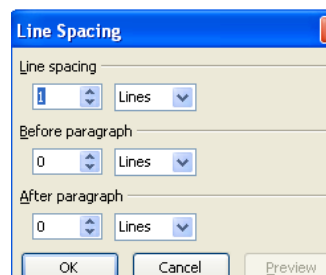 Line Spacing
Line spacing
1 Lines
Before paragraph
0 Lines
After paragraph
0 Lines
OK Cancel Preview